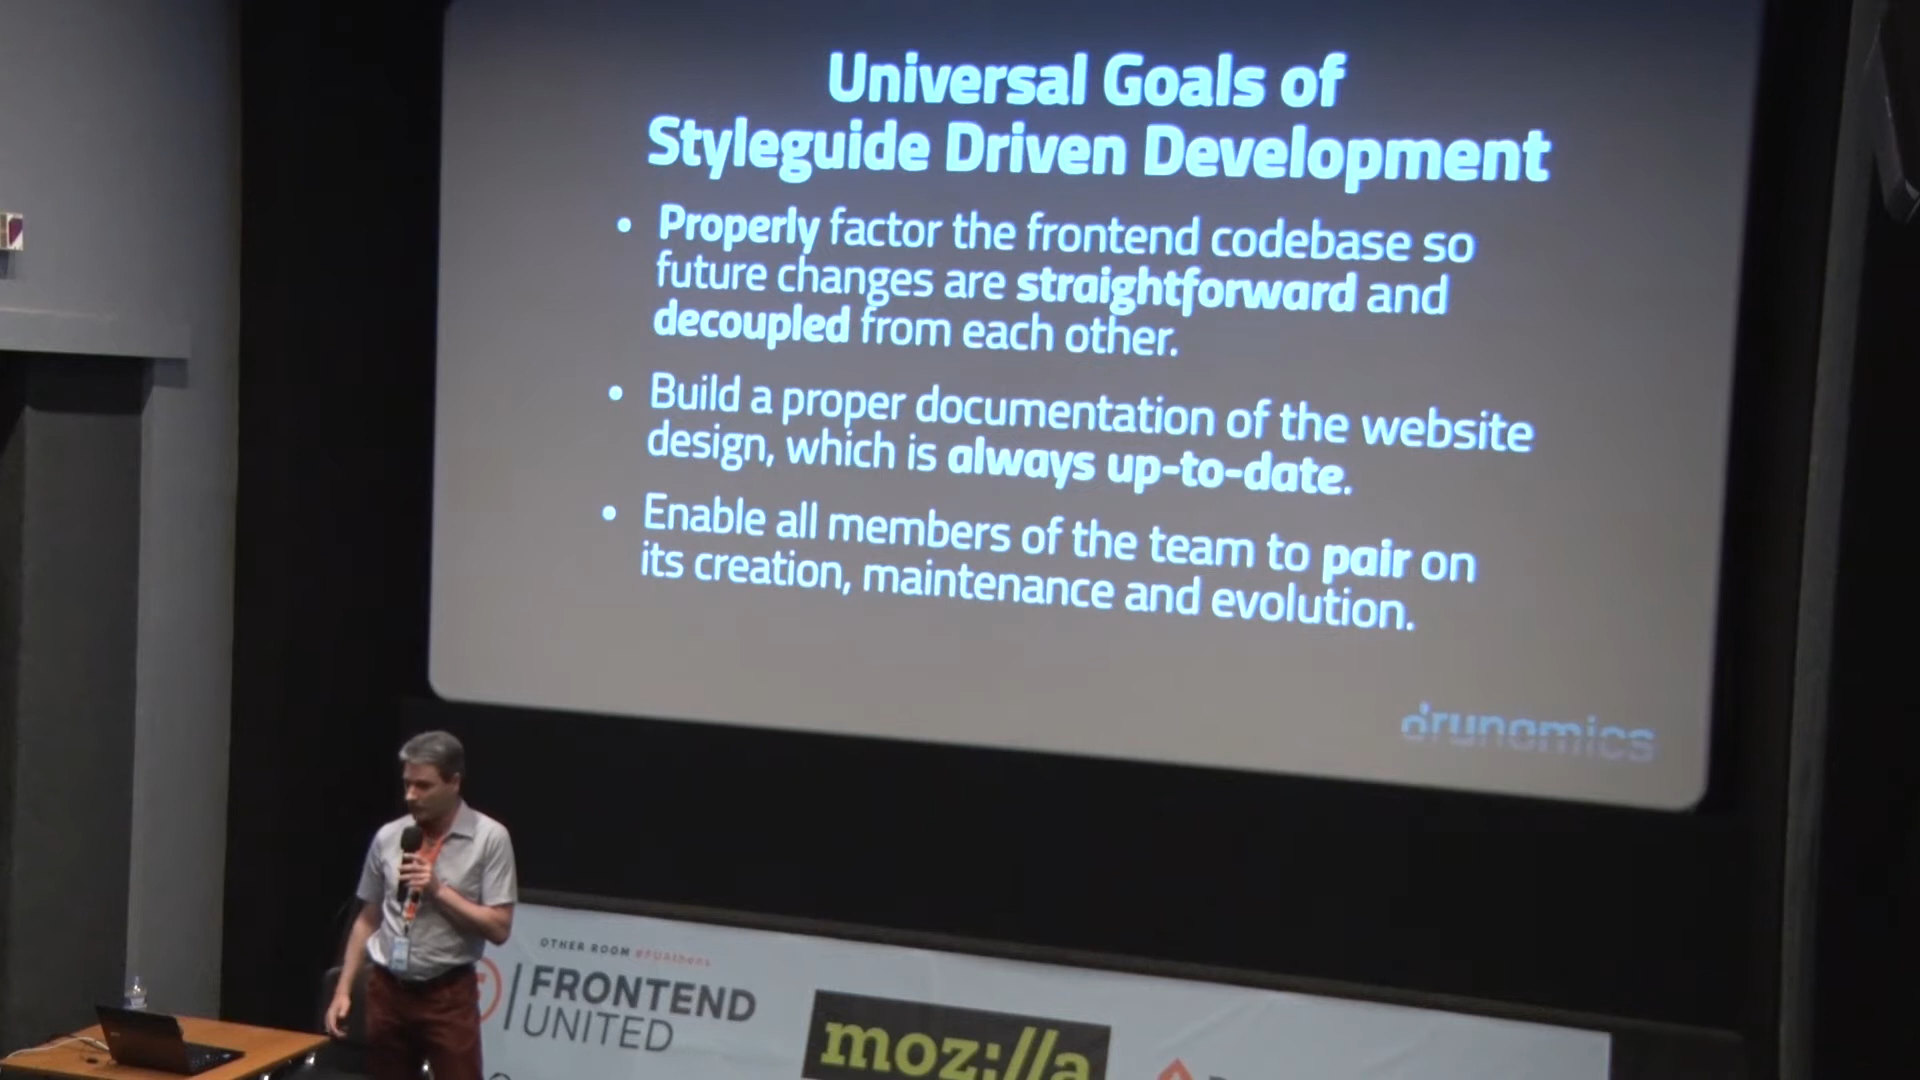 Universal Goals of
Styleguide Driven Development
• Properly factor the frontend codebase so
future changes are straightforward and
decoupled from each other.
• Build a proper documentation of the website
design, which is always up-to-date.
• Enable all members of the team to pair on
its creation, maintenance and evolution.
drunomics
OTHER ROOM #FUAthens
FRONTEND
UNITED
moz://a